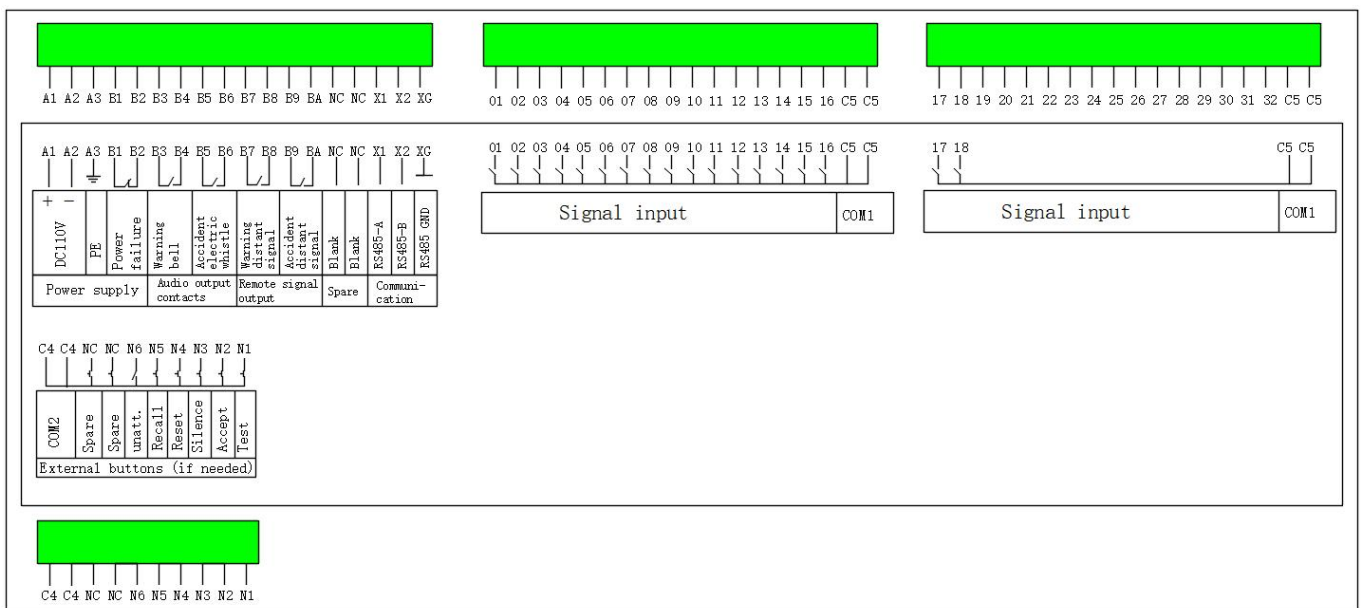 A1 A2 A3 B1 B2 B3 B4 B5 B6 B7 B8 B9 BA NC NC X1 X2 XG
01 02 03 04 05 06 07 08 09 10 11 12 13 14 15 16 C5 C5
17 18 19 20 21 22 23 24 25 26 27 28 29 30 31 32 C5 C5
A1 A2 A3 B1 B2 B3 B4 B5 B6 B7 B8 B9 BA NC NC X1 X2 XG
+ −
DC110V
PE
Power
failure
Warning
bell
Accident
electric
whistle
Warning
distant
signal
Accident
distant
signal
Blank
Blank
RS485-A
RS485-B
RS485 GND
Power supply
Audio output
contacts
Remote signal
output
Spare
Communi-
cation
01 02 03 04 05 06 07 08 09 10 11 12 13 14 15 16 C5 C5
Signal input
COM1
17 18
C5 C5
Signal input
COM1
C4 C4 NC NC N6 N5 N4 N3 N2 N1
COM2
Spare
Spare
unatt.
Recall
Reset
Silence
Accept
Test
External buttons (if needed)
C4 C4 NC NC N6 N5 N4 N3 N2 N1